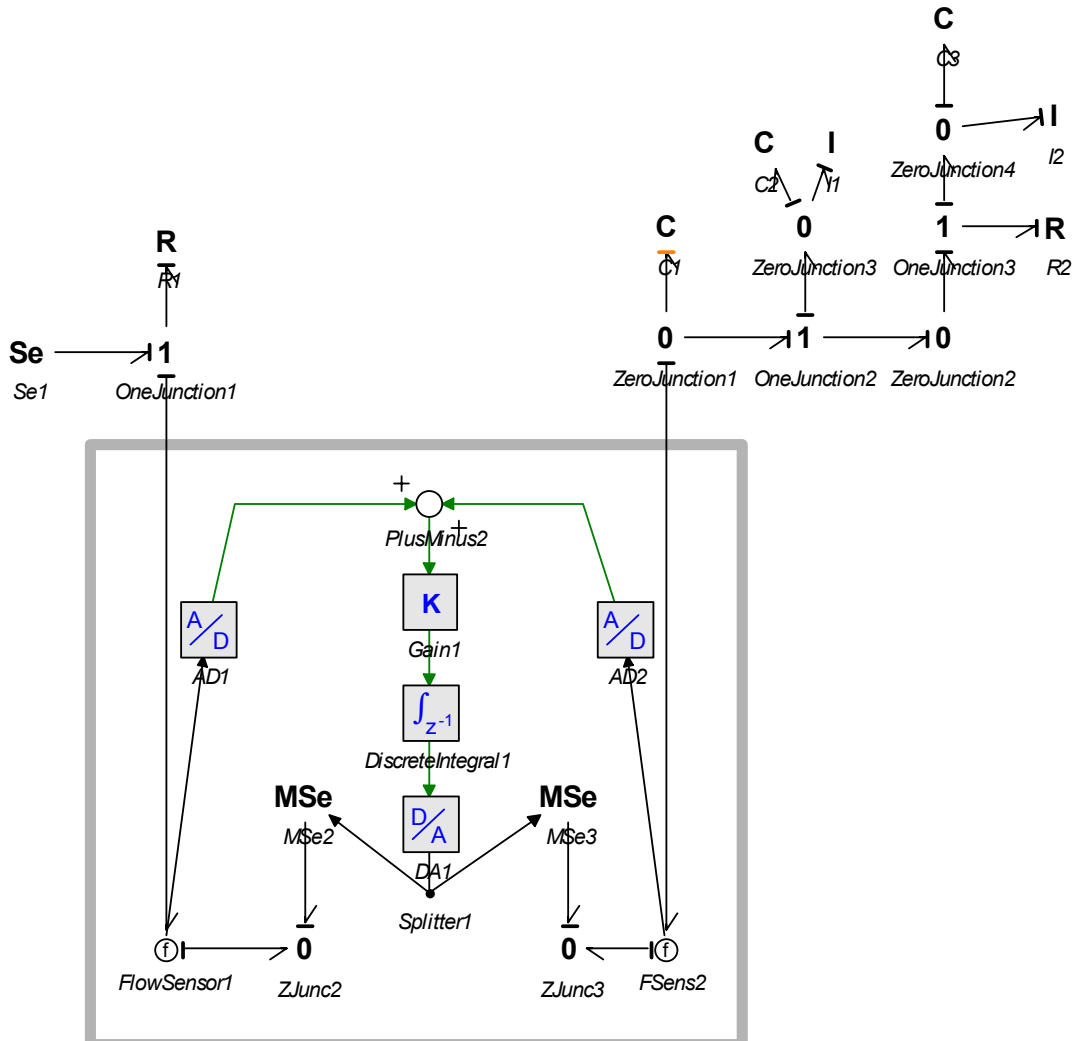 C
C3
0
I
ZeroJunction4
I2
C
I
C2
I1
R
R1
C
C1
0
ZeroJunction3
1
OneJunction3
R
R2
Se
Se1
1
OneJunction1
0
ZeroJunction1
1
OneJunction2
0
ZeroJunction2
+
+
PlusMinus2
A/D
AD1
K
Gain1
A/D
AD2
∫z-1
DiscreteIntegral1
MSe
MSe2
D/A
DA1
MSe
MSe3
Splitter1
f
FlowSensor1
0
ZJunc2
0
ZJunc3
f
FSens2